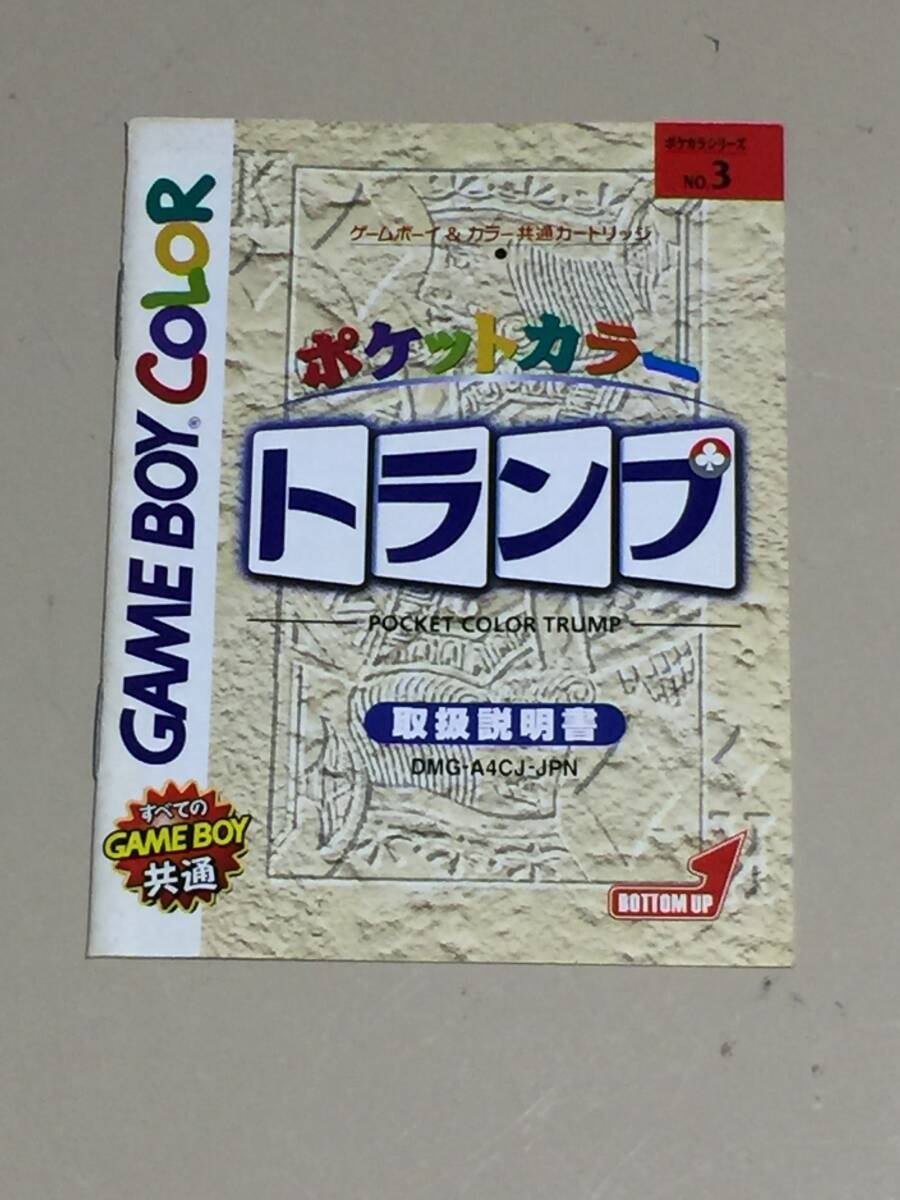 GAME BOY COLOR
ポケカラシリーズ
NO.3
ゲームボーイ & カラー共通カートリッジ
ポケットカラー
トランプ
POCKET COLOR TRUMP
取扱説明書
DMG-A4CJ-JPN
すべての
GAME BOY
共通
BOTTOM UP